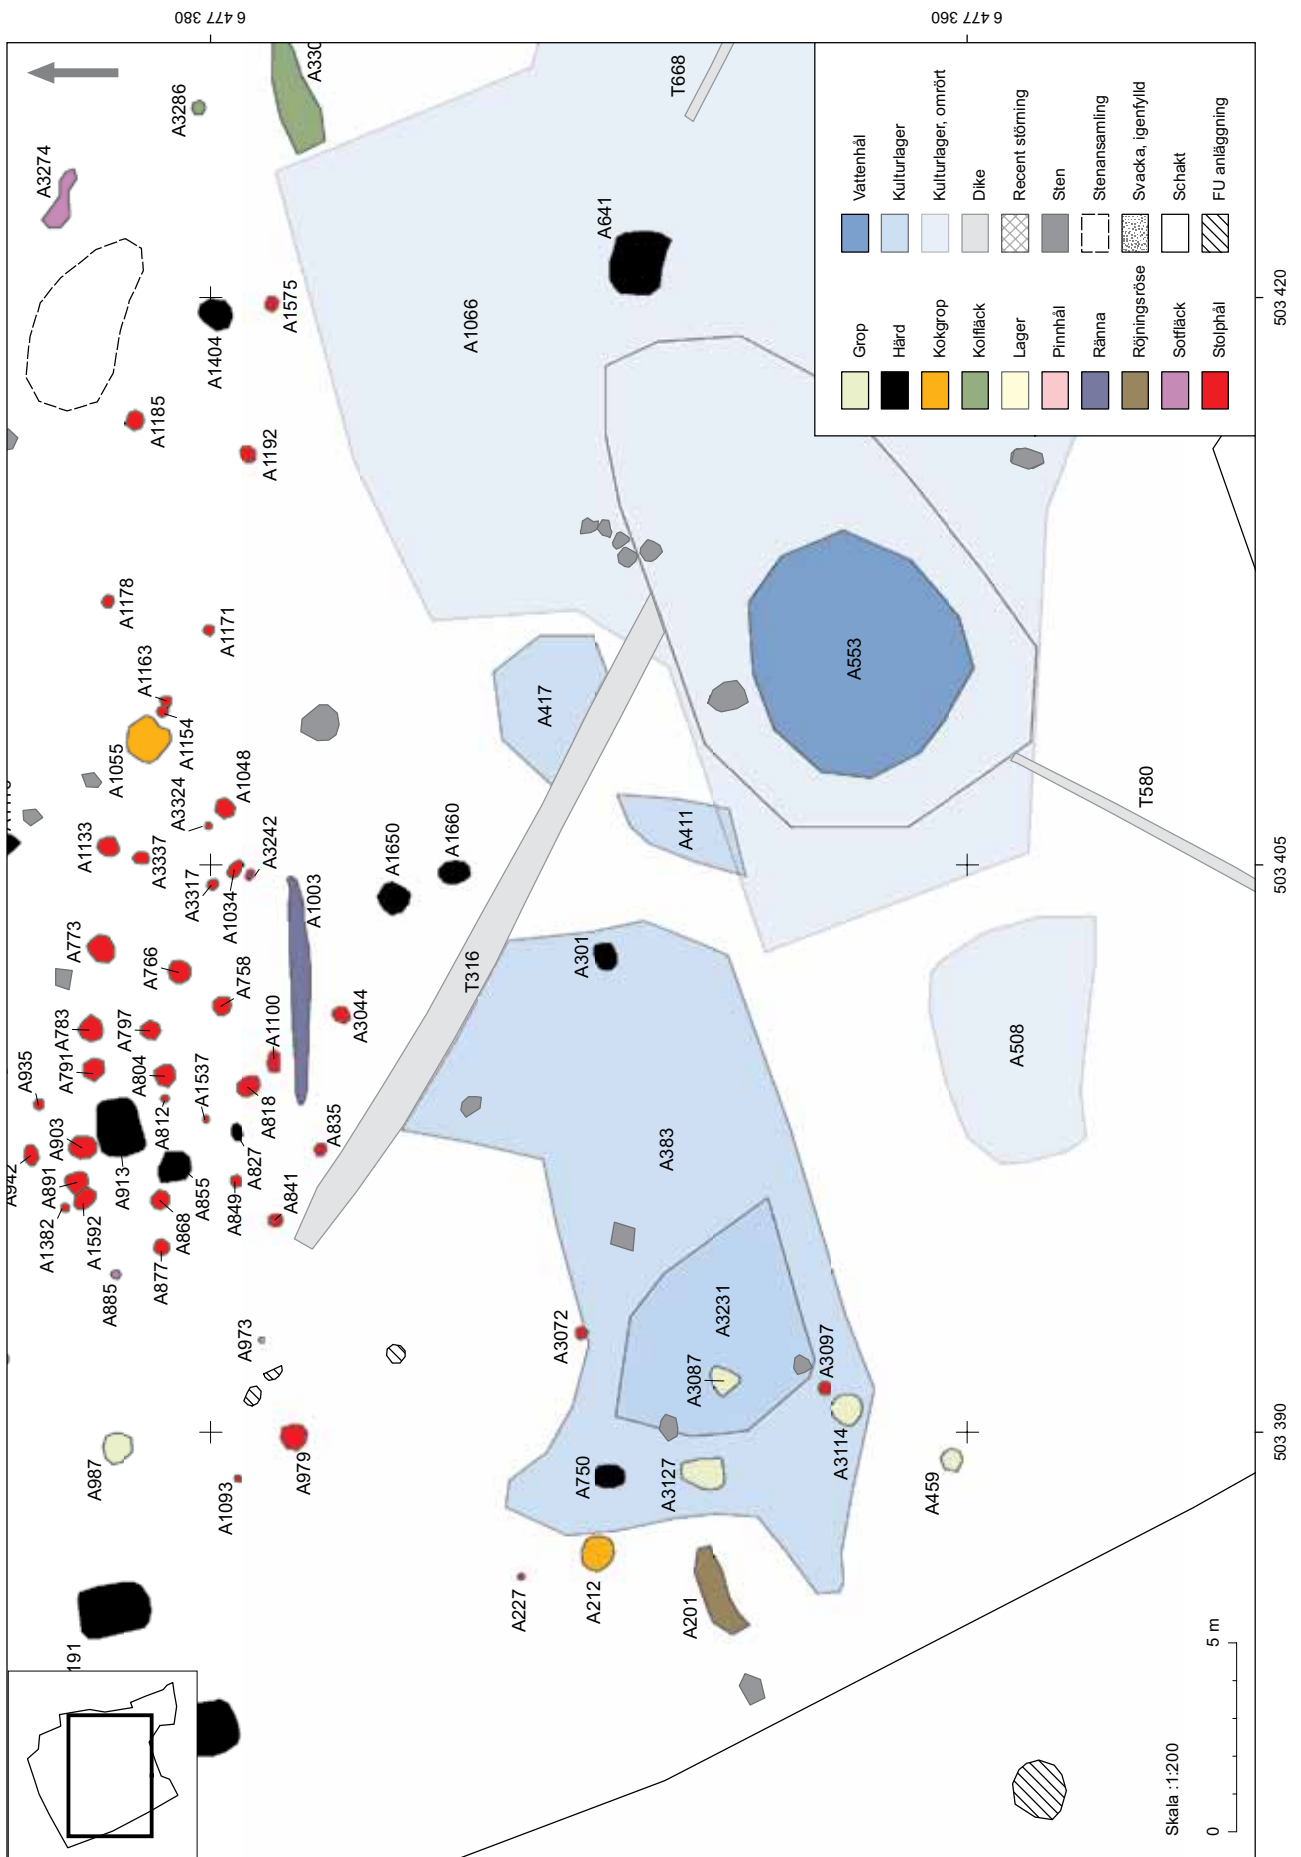 6 477 380
6 477 360
503 420
503 405
503 390
A3286
A3274
A330
T668
A641
A1066
A1575
A1404
A1185
A1192
A1178
A1171
A1163
A1154
A1055
A3324
A1048
A1133
A3337
A3317
A1034
A3242
A1003
A417
A411
A553
T580
A1650
A1660
A773
A766
A758
A301
T316
A3044
A508
A783
A797
A791
A804
A1100
A935
A812
A1537
A818
A942
A903
A913
A855
A827
A835
A891
A1382
A1592
A868
A849
A841
A877
A885
A383
A973
A3072
A3231
A3087
A3097
A3114
A987
A979
A1093
A750
A3127
A459
A227
A212
A201
191
Grop
Härd
Kokgrop
Kolfläck
Lager
Pinnhål
Ränna
Röjningsröse
Sotfläck
Stolphål
Vattenhål
Kulturlager
Kulturlager, omrört
Dike
Recent störning
Sten
Stenansamling
Svacka, igenfylld
Schakt
FU anläggning
Skala :1:200
0 5 m